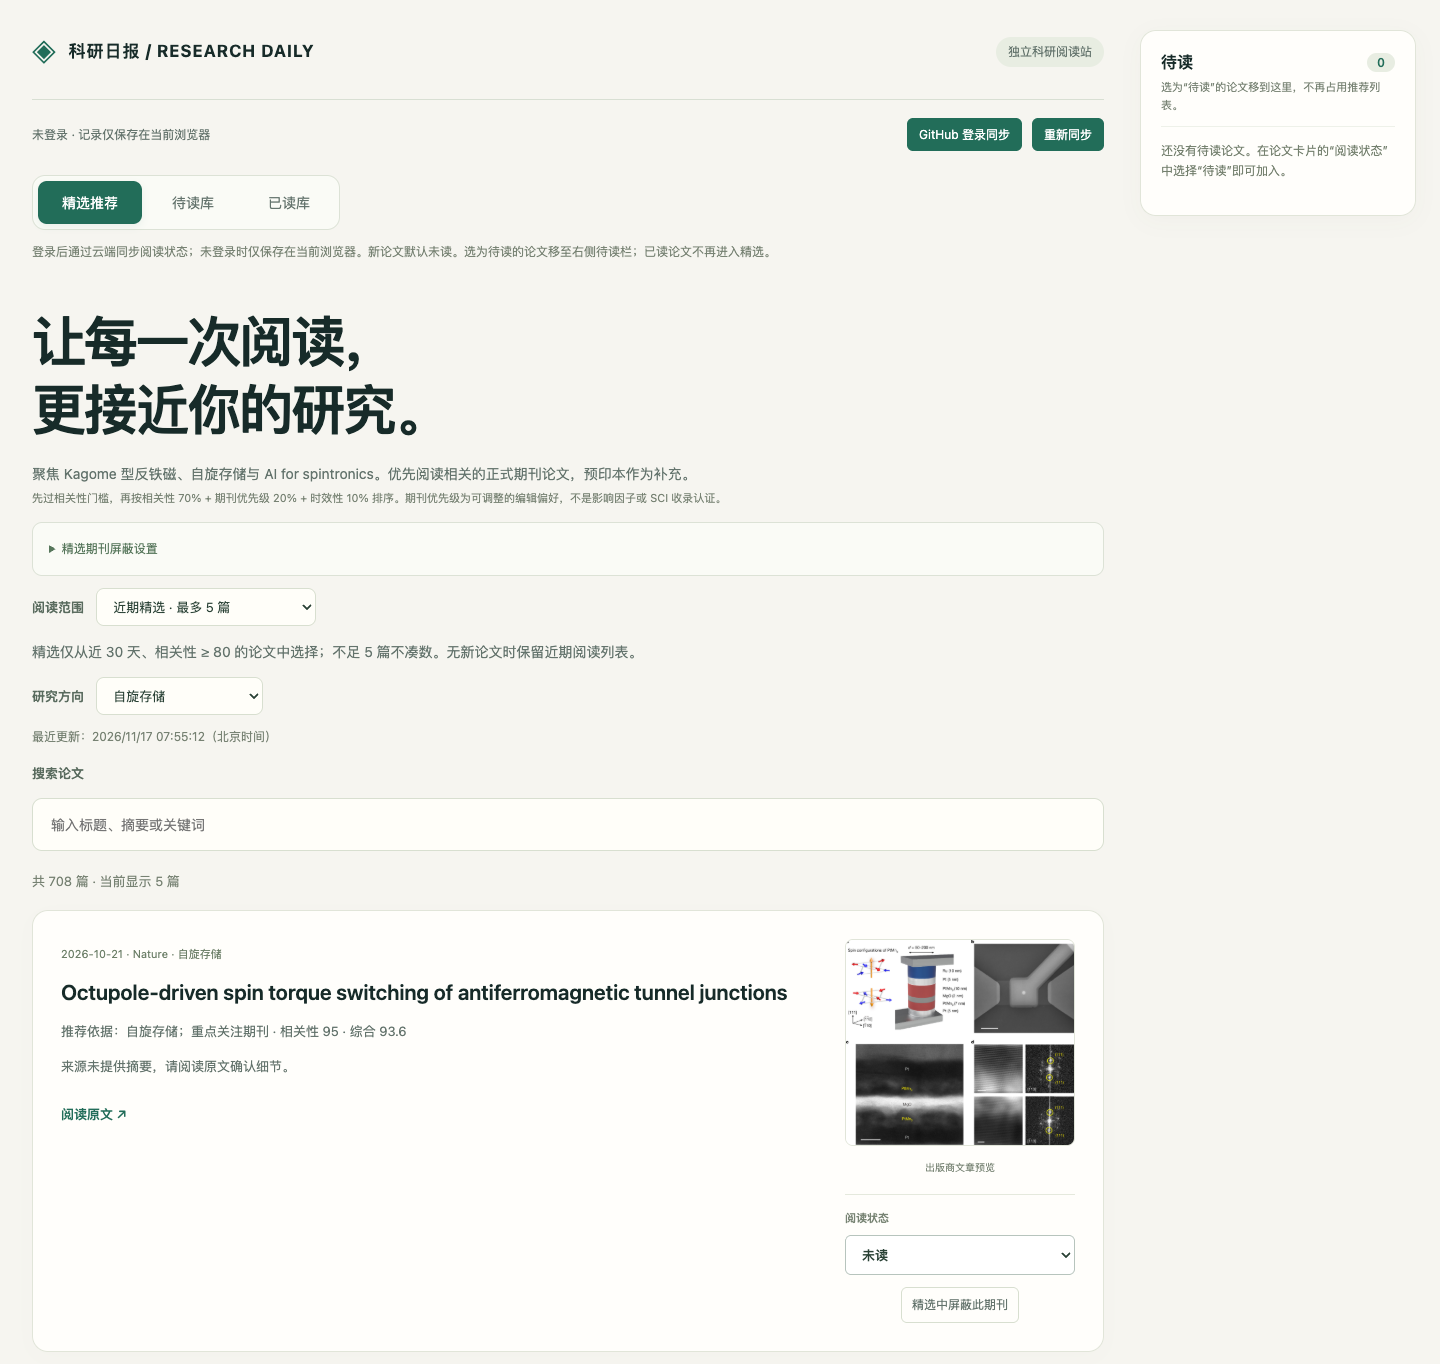 科研日报 / RESEARCH DAILY
独立科研阅读站
未登录 · 记录仅保存在当前浏览器
GitHub 登录同步
重新同步
精选推荐
待读库
已读库
登录后通过云端同步阅读状态；未登录时仅保存在当前浏览器。新论文默认未读。选为待读的论文移至右侧待读栏；已读论文不再进入精选。
让每一次阅读，
更接近你的研究。
聚焦 Kagome 型反铁磁、自旋存储与 AI for spintronics。优先阅读相关的正式期刊论文，预印本作为补充。
先过相关性门槛，再按相关性 70% + 期刊优先级 20% + 时效性 10% 排序。期刊优先级为可调整的编辑偏好，不是影响因子或 SCI 收录认证。
精选期刊屏蔽设置
阅读范围
近期精选 · 最多 5 篇
精选仅从近 30 天、相关性 ≥ 80 的论文中选择；不足 5 篇不凑数。无新论文时保留近期阅读列表。
研究方向
自旋存储
最近更新：2026/11/17 07:55:12（北京时间）
搜索论文
输入标题、摘要或关键词
共 708 篇 · 当前显示 5 篇
2026-10-21 · Nature · 自旋存储
Octupole-driven spin torque switching of antiferromagnetic tunnel junctions
推荐依据：自旋存储；重点关注期刊 · 相关性 95 · 综合 93.6
来源未提供摘要，请阅读原文确认细节。
阅读原文 ↗
出版商文章预览
阅读状态
未读
精选中屏蔽此期刊
待读
0
选为“待读”的论文移到这里，不再占用推荐列
表。
还没有待读论文。在论文卡片的“阅读状态”
中选择“待读”即可加入。